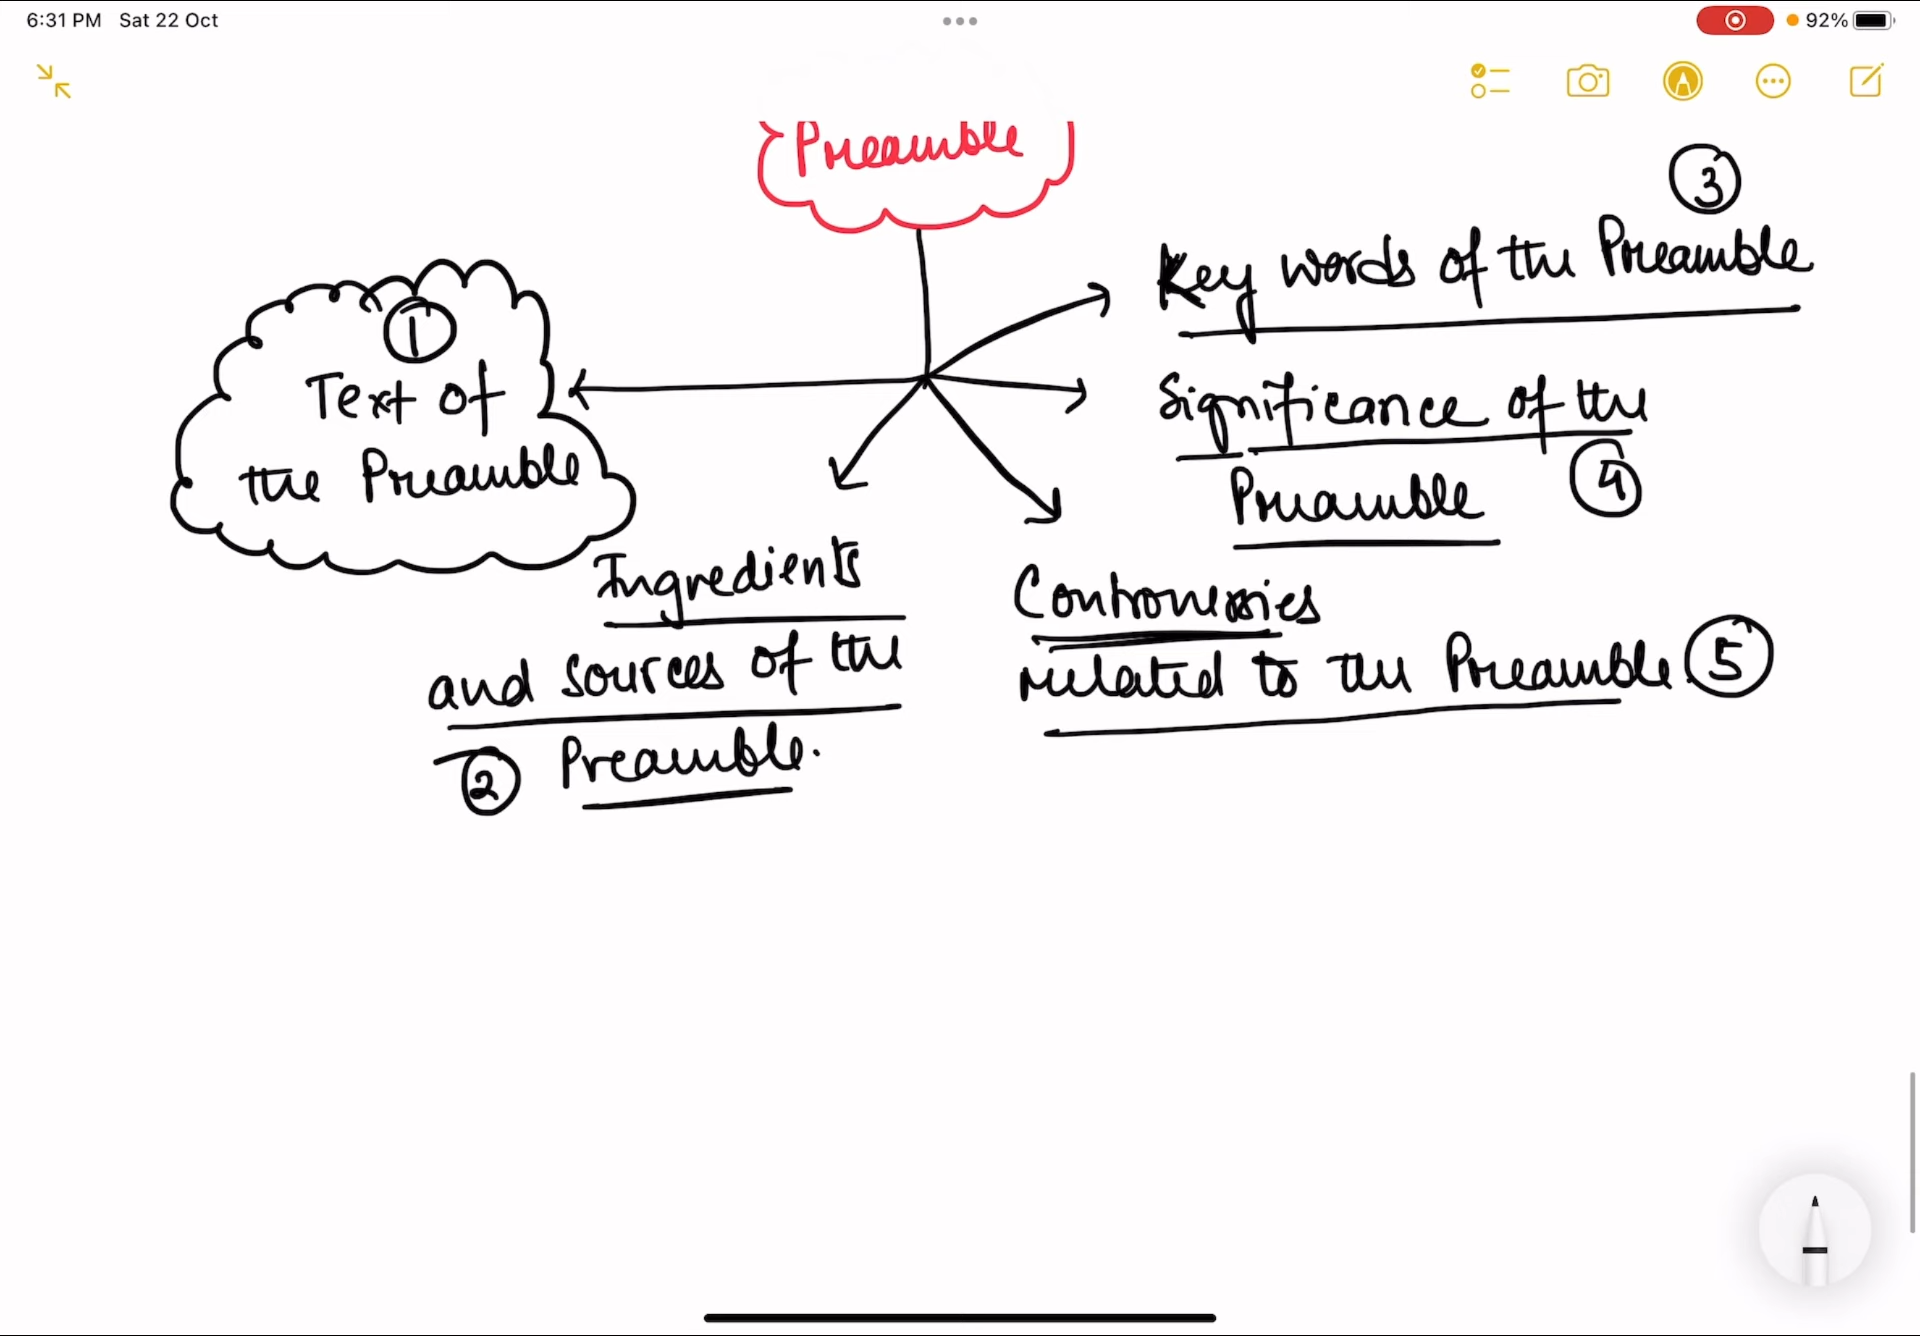 6:31 PM Sat 22 Oct
92%
Preamble
3
Key words of the Preamble
1
Text of
the Preamble
Significance of the
Preamble 4
Ingredients
and sources of the
2 Preamble.
Controversies
related to the Preamble. 5